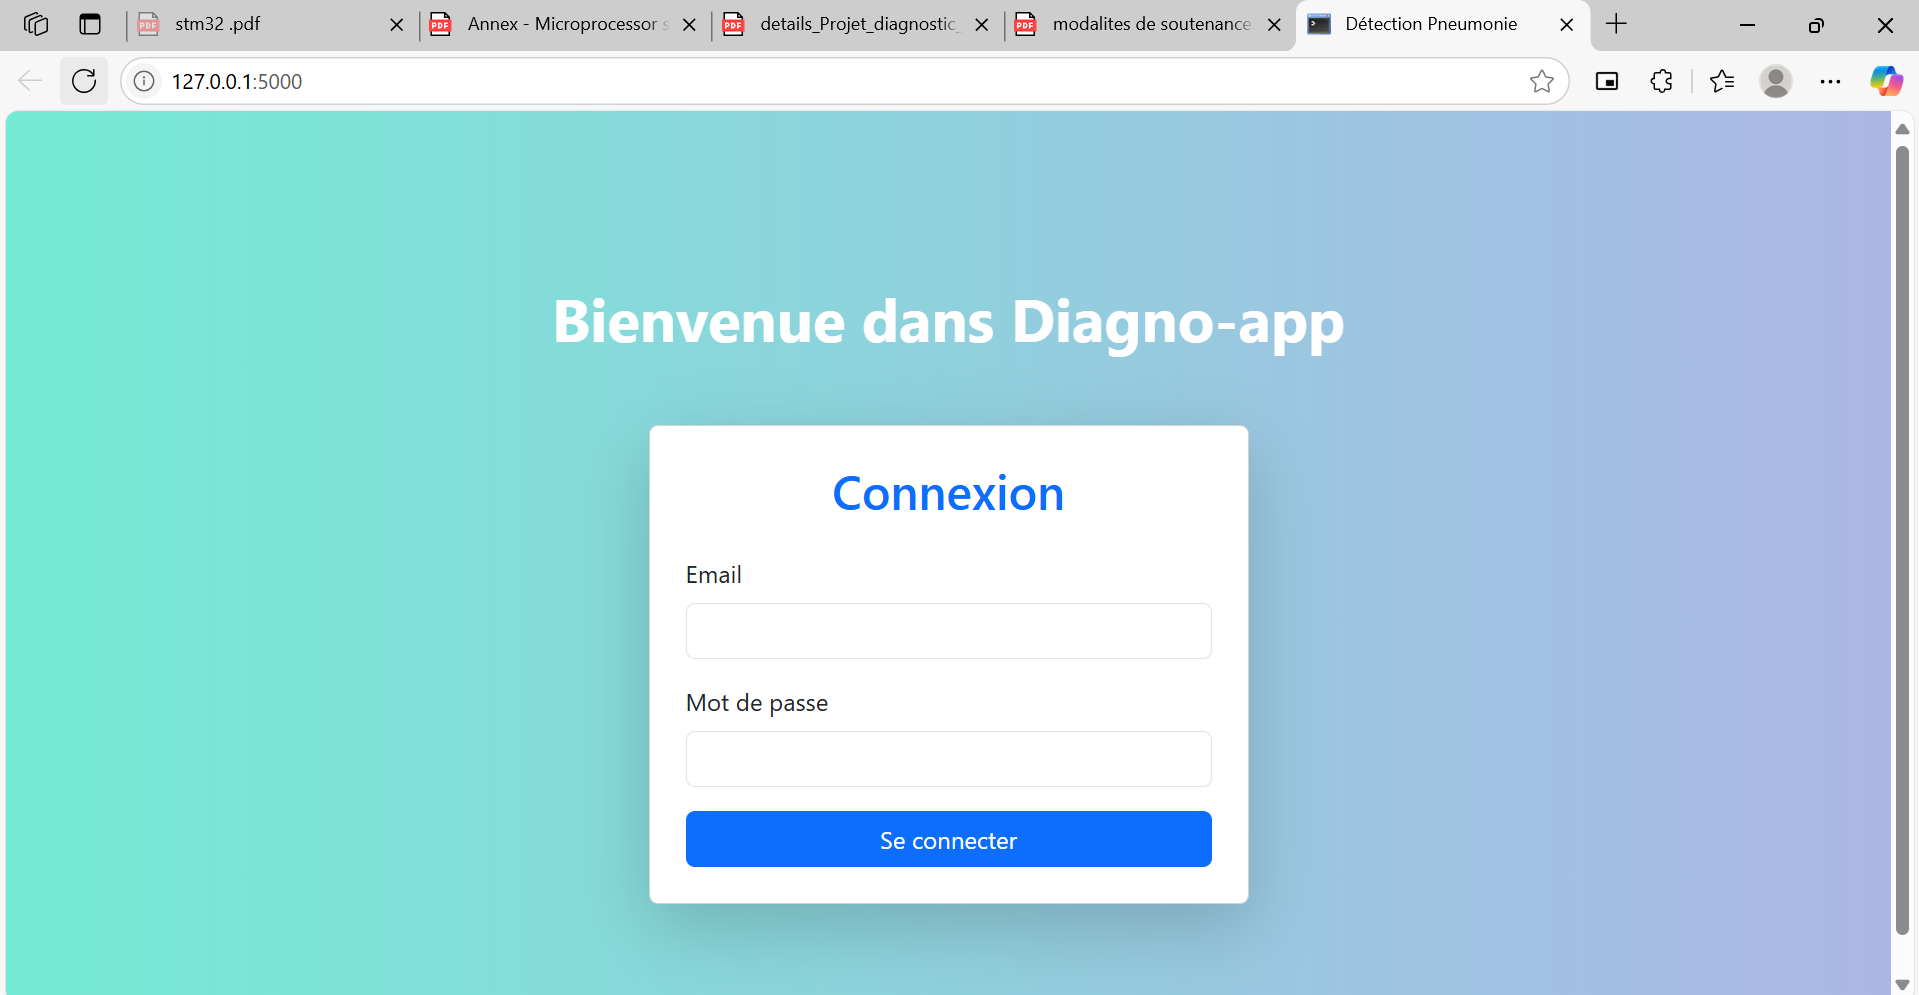 stm32 .pdf
Annex - Microprocessor s
details_Projet_diagnostic_
modalites de soutenance
Détection Pneumonie
127.0.0.1:5000
Bienvenue dans Diagno-app
Connexion
Email
Mot de passe
Se connecter